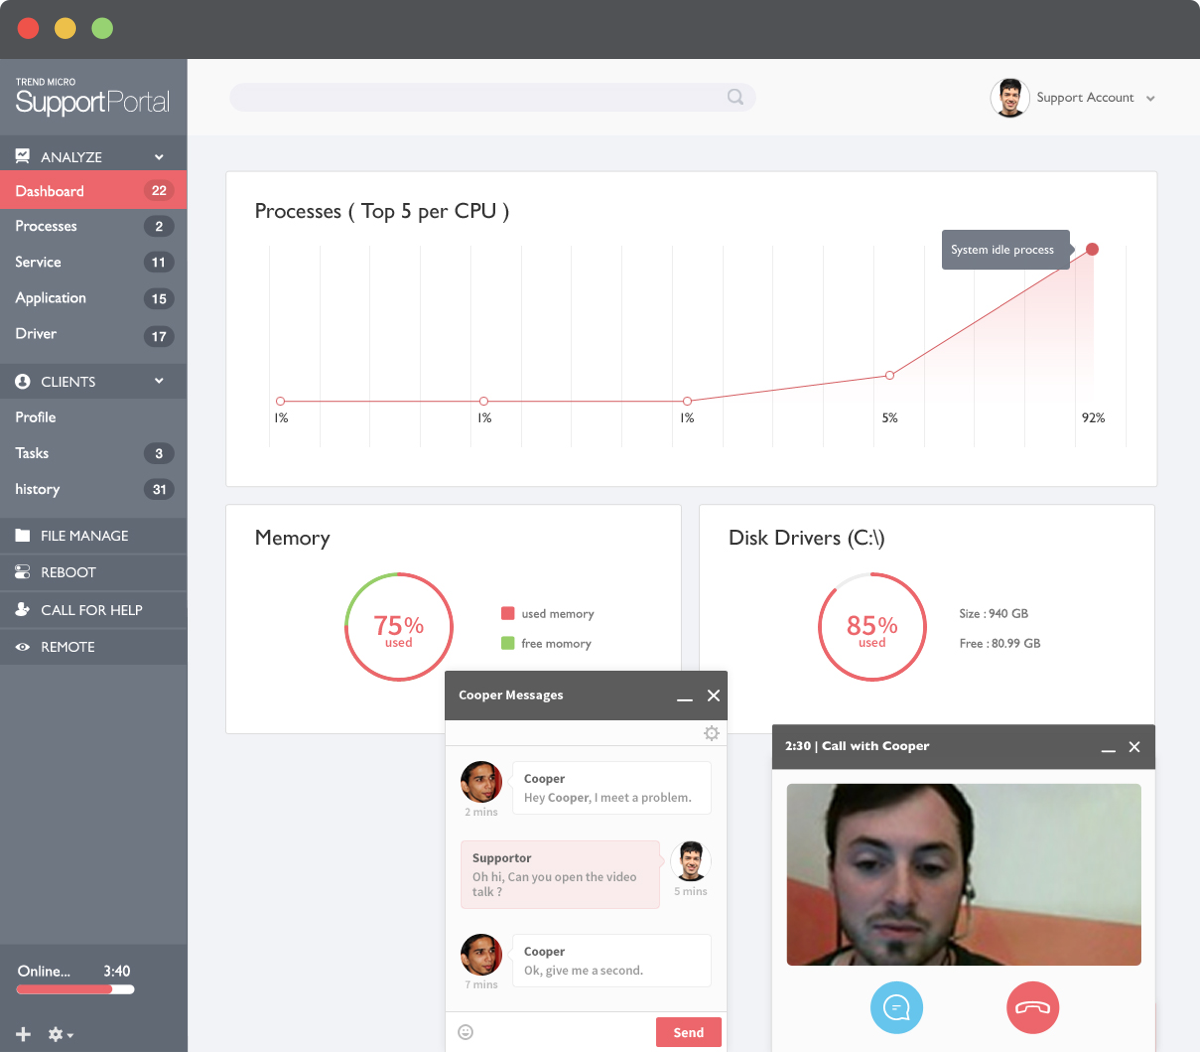 TREND MICRO
SupportPortal
Support Account
ANALYZE
Dashboard 22
Processes 2
Service 11
Application 15
Driver 17
CLIENTS
Profile
Tasks 3
history 31
FILE MANAGE
REBOOT
CALL FOR HELP
REMOTE
Online... 3:40
Processes ( Top 5 per CPU )
System idle process
1% 1% 1% 5% 92%
Memory
75%
used
used memory
free momory
Disk Drivers (C:\)
85%
used
Size : 940 GB
Free : 80.99 GB
Cooper Messages
Cooper
Hey Cooper, I meet a problem.
2 mins
Supportor
Oh hi, Can you open the video
talk ?
5 mins
Cooper
Ok, give me a second.
7 mins
Send
2:30 | Call with Cooper